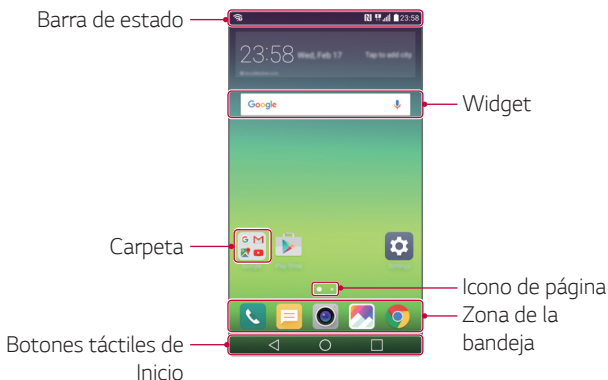 Barra de estado
23:58
23:58 Wed, Feb 17 Tap to add city
Google
Widget
Carpeta
G M
Icono de página
Zona de la
bandeja
Botones táctiles de
Inicio